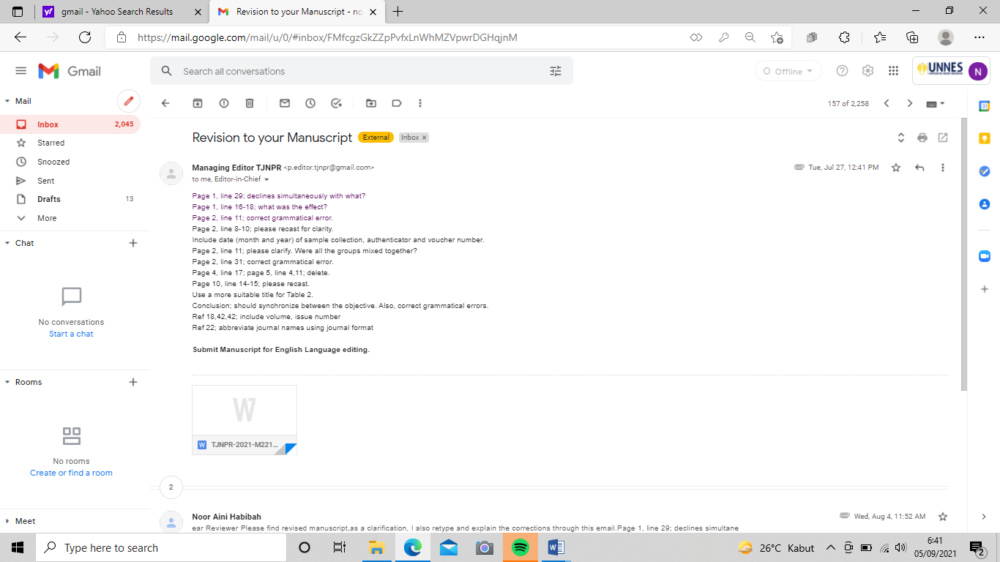 gmail - Yahoo Search Results
Revision to your Manuscript - no
https://mail.google.com/mail/u/0/#inbox/FMfcgzGkZZpPvfxLnWhMZVpwrDGHqjnM
Gmail
Search all conversations
Offline
UNNES
N
Mail
157 of 2,258
Inbox 2,045
Starred
Snoozed
Sent
Drafts 13
More
Chat
No conversations
Start a chat
Rooms
No rooms
Create or find a room
Meet
Revision to your Manuscript External Inbox x
Managing Editor TJNPR <p.editor.tjnpr@gmail.com> Tue, Jul 27, 12:41 PM
to me, Editor-in-Chief
Page 1, line 29; declines simultaneously with what?
Page 1, line 16-18; what was the effect?
Page 2, line 11; correct grammatical error.
Page 2, line 8-10; please recast for clarity.
Include date (month and year) of sample collection, authenticator and voucher number.
Page 2, line 11; please clarify. Were all the groups mixed together?
Page 2, line 31; correct grammatical error.
Page 4, line 17; page 5, line 4,11; delete.
Page 10, line 14-15; please recast.
Use a more suitable title for Table 2.
Conclusion; should synchronize between the objective. Also, correct grammatical errors.
Ref 18,42,42; include volume, issue number
Ref 22; abbreviate journal names using journal format
Submit Manuscript for English Language editing.
W
W TJNPR-2021-M221...
2
Noor Aini Habibah Wed, Aug 4, 11:52 AM
ear Reviewer Please find revised manuscript,as a clarification, I also retype and explain the corrections through this email.Page 1, line 29; declines simultane
Type here to search
26°C Kabut
6:41
05/09/2021
2